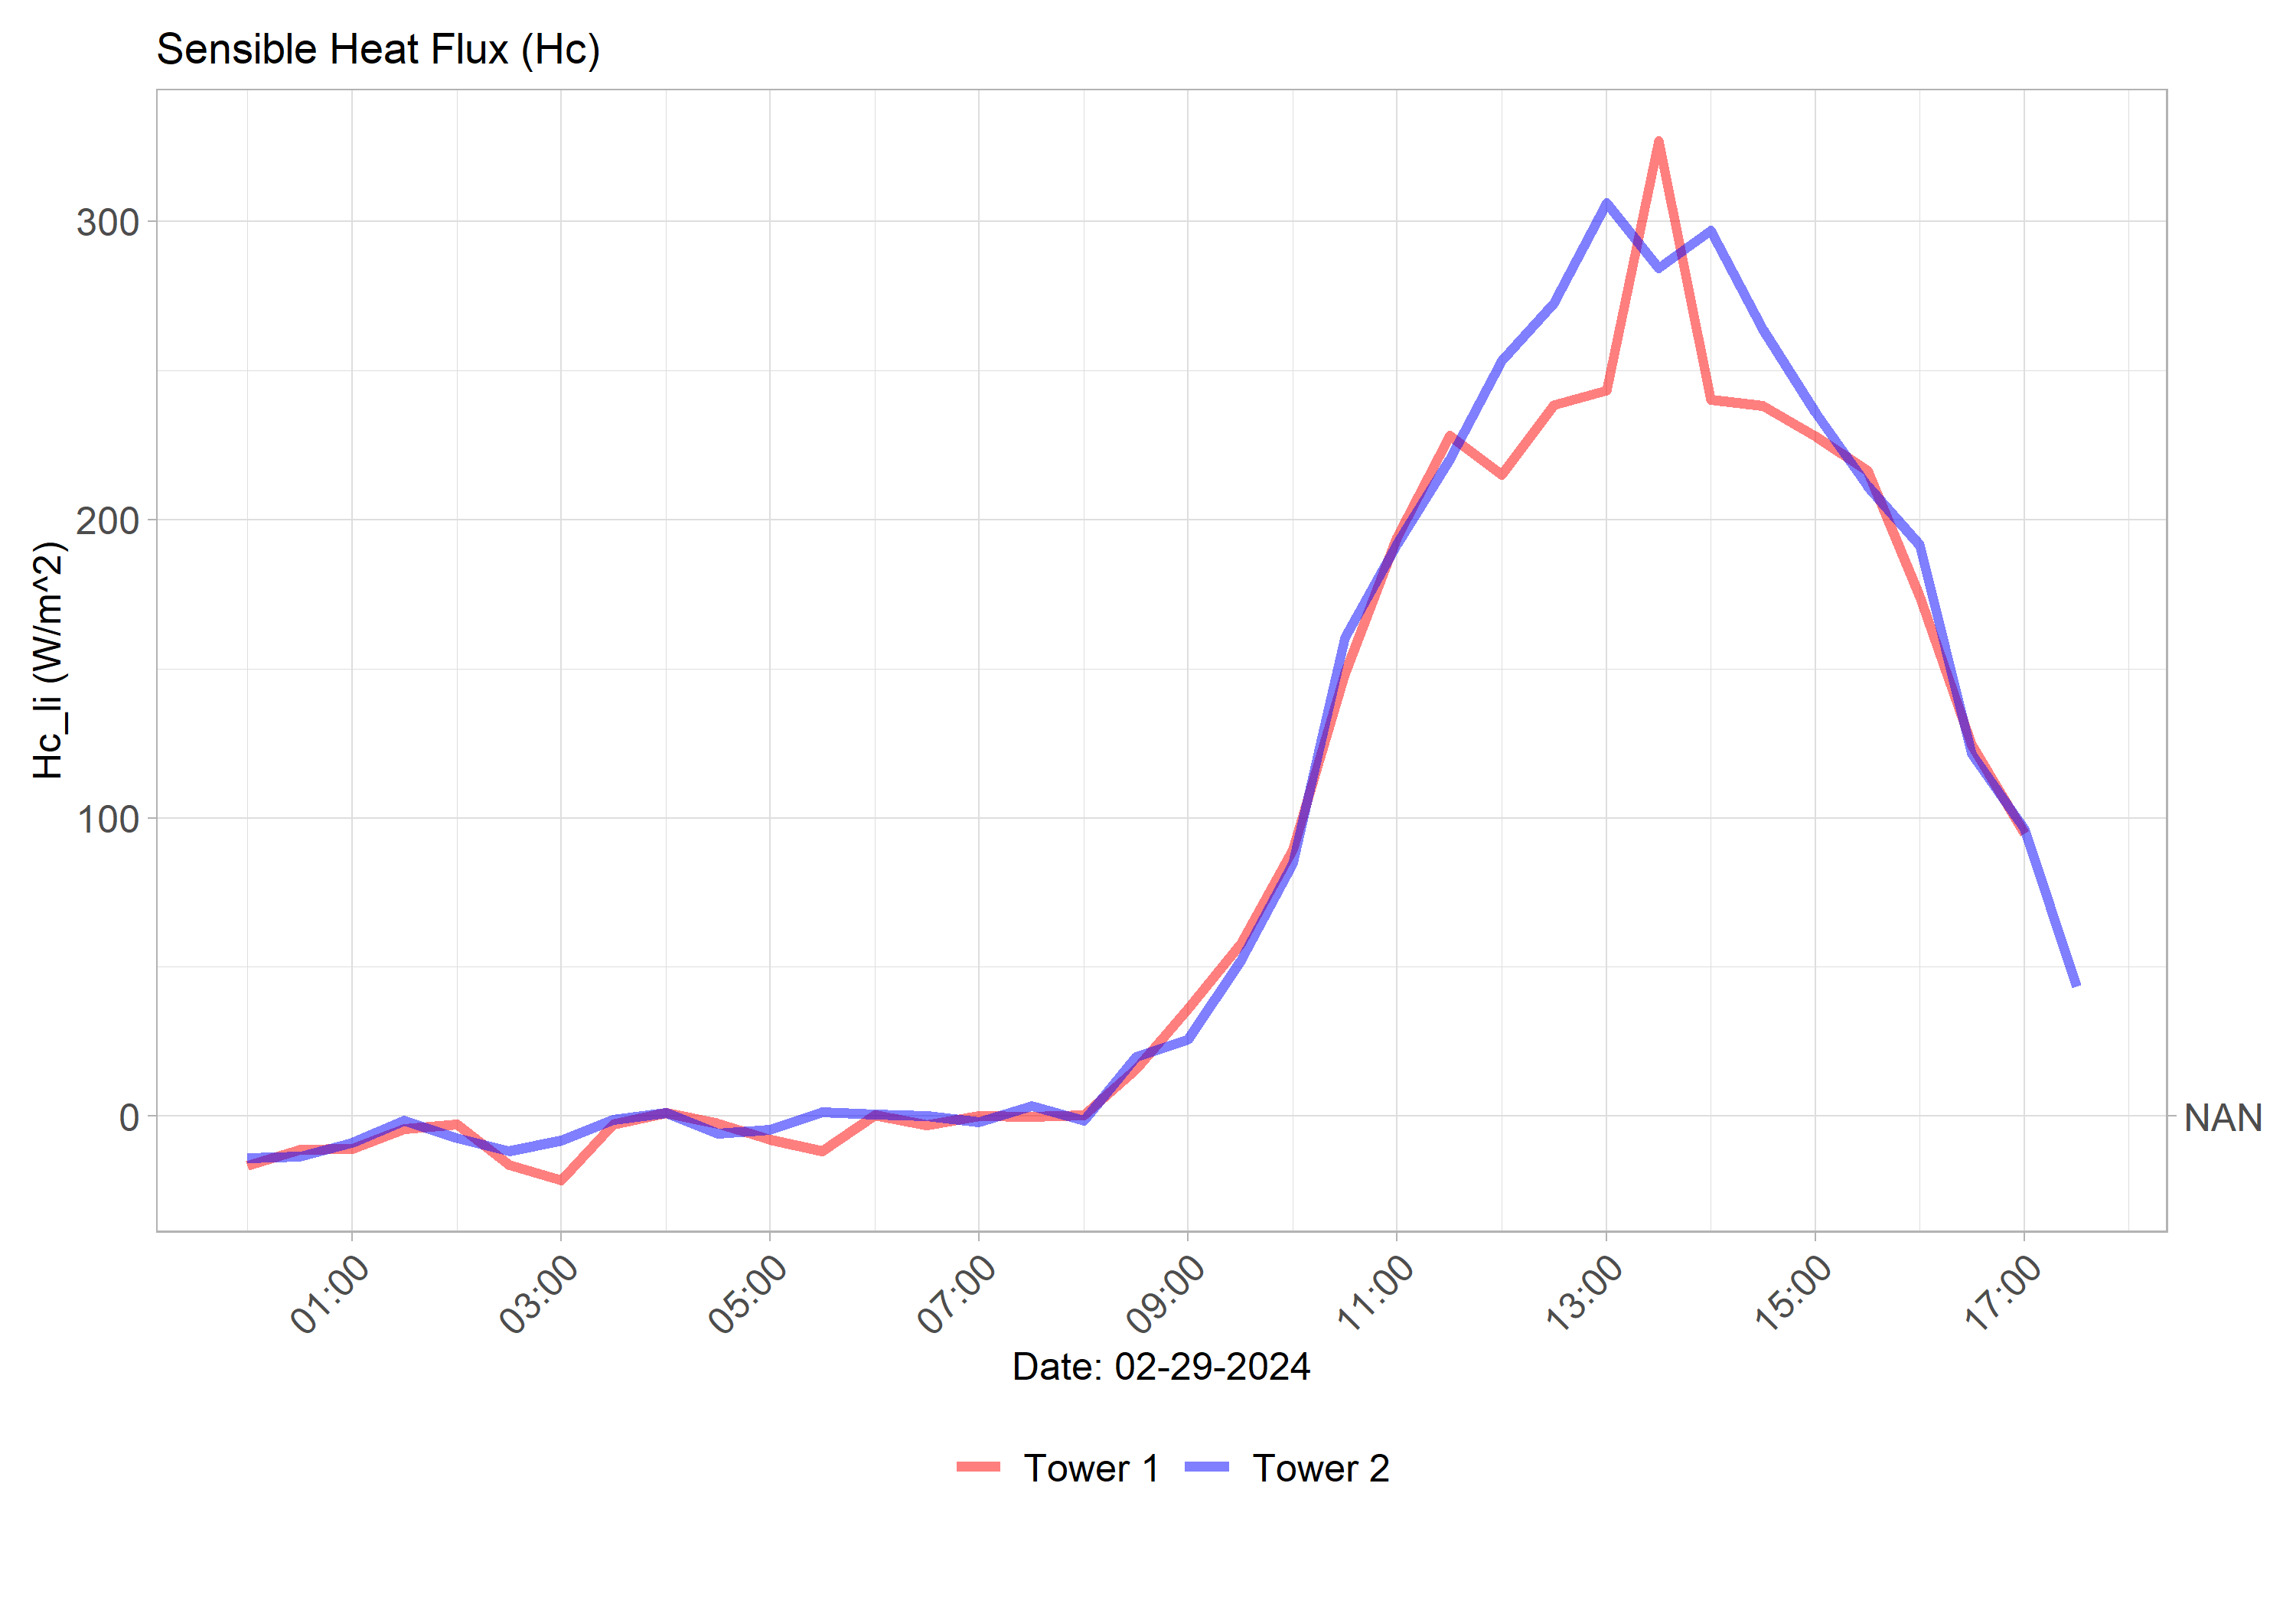 Sensible Heat Flux (Hc)
Hc_li (W/m^2)
300
200
100
0
NAN
01:00 03:00 05:00 07:00 09:00 11:00 13:00 15:00 17:00
Date: 02-29-2024
Tower 1 Tower 2